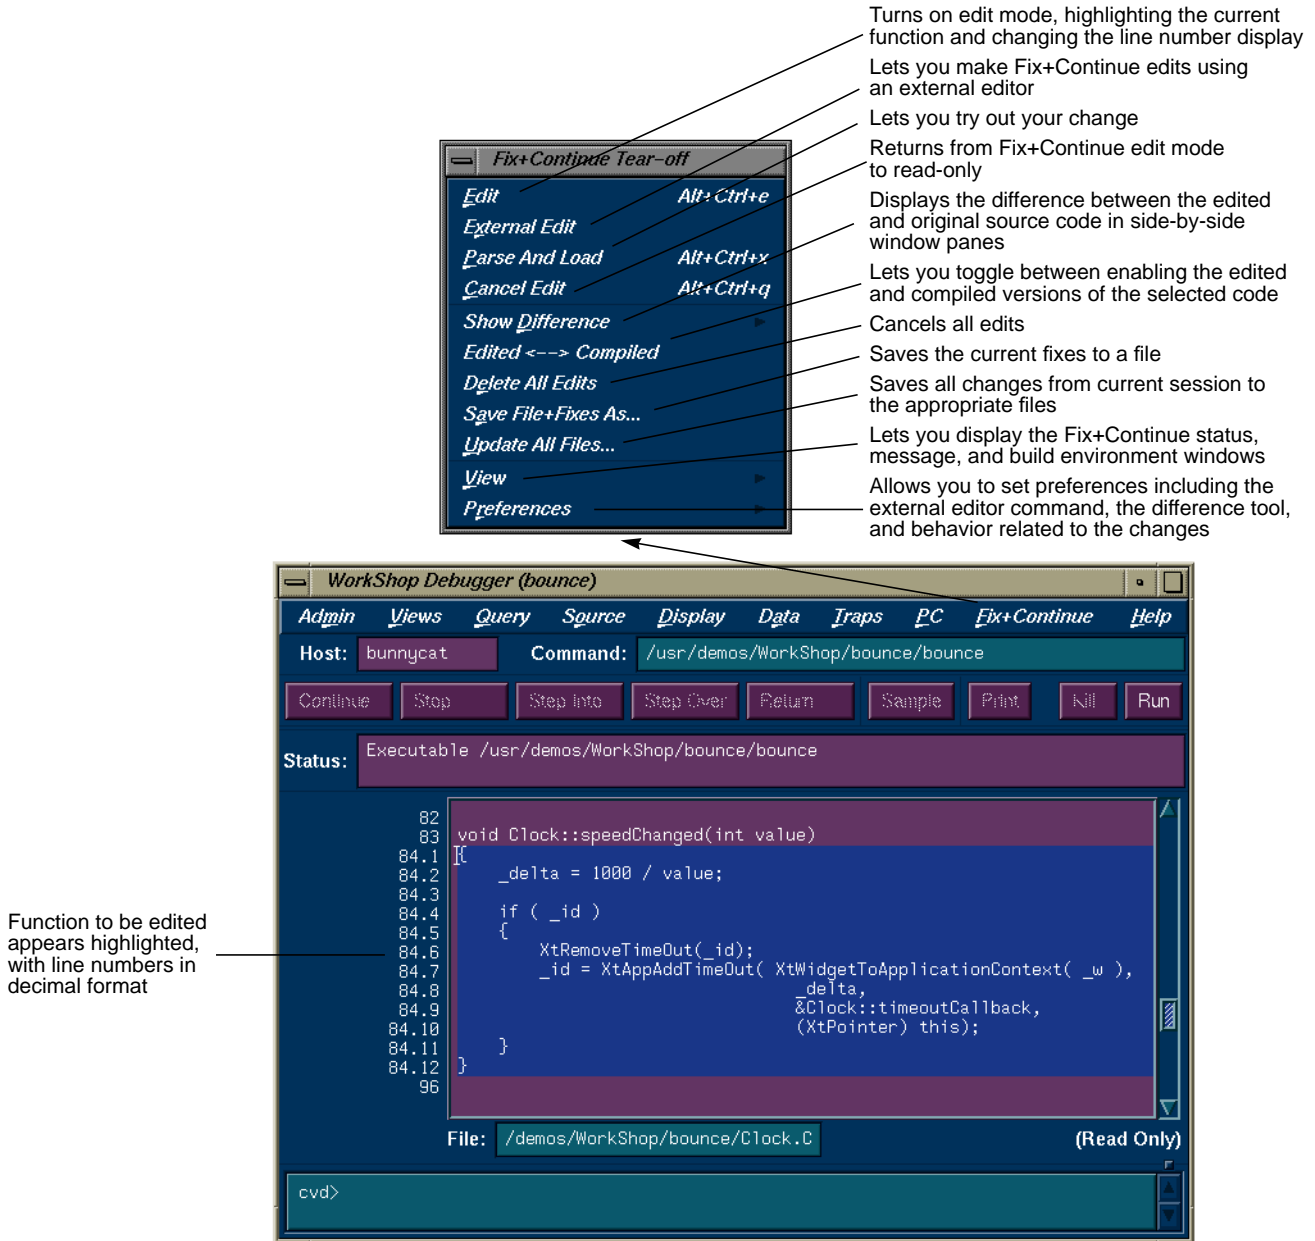 Turns on edit mode, highlighting the current
function and changing the line number display
Lets you make Fix+Continue edits using
an external editor
Lets you try out your change
Returns from Fix+Continue edit mode
to read-only
Displays the difference between the edited
and original source code in side-by-side
window panes
Lets you toggle between enabling the edited
and compiled versions of the selected code
Cancels all edits
Saves the current fixes to a file
Saves all changes from current session to
the appropriate files
Lets you display the Fix+Continue status,
message, and build environment windows
Allows you to set preferences including the
external editor command, the difference tool,
and behavior related to the changes
Fix+Continue Tear-off
Edit Alt+Ctrl+e
External Edit
Parse And Load Alt+Ctrl+x
Cancel Edit Alt+Ctrl+q
Show Difference
Edited <--> Compiled
Delete All Edits
Save File+Fixes As...
Update All Files...
View
Preferences
WorkShop Debugger (bounce)
Admin Views Query Source Display Data Traps PC Fix+Continue Help
Host: bunnycat Command: /usr/demos/WorkShop/bounce/bounce
Continue Stop Step Into Step Over Return Sample Print Kill Run
Status: Executable /usr/demos/WorkShop/bounce/bounce
82
83 void Clock::speedChanged(int value)
84.1 {
84.2 _delta = 1000 / value;
84.3
84.4 if ( _id )
84.5 {
84.6 XtRemoveTimeOut(_id);
84.7 _id = XtAppAddTimeOut( XtWidgetToApplicationContext( _w ),
84.8 _delta,
84.9 &Clock::timeoutCallback,
84.10 (XtPointer) this);
84.11 }
84.12 }
96
Function to be edited
appears highlighted,
with line numbers in
decimal format
File: /demos/WorkShop/bounce/Clock.C (Read Only)
cvd>